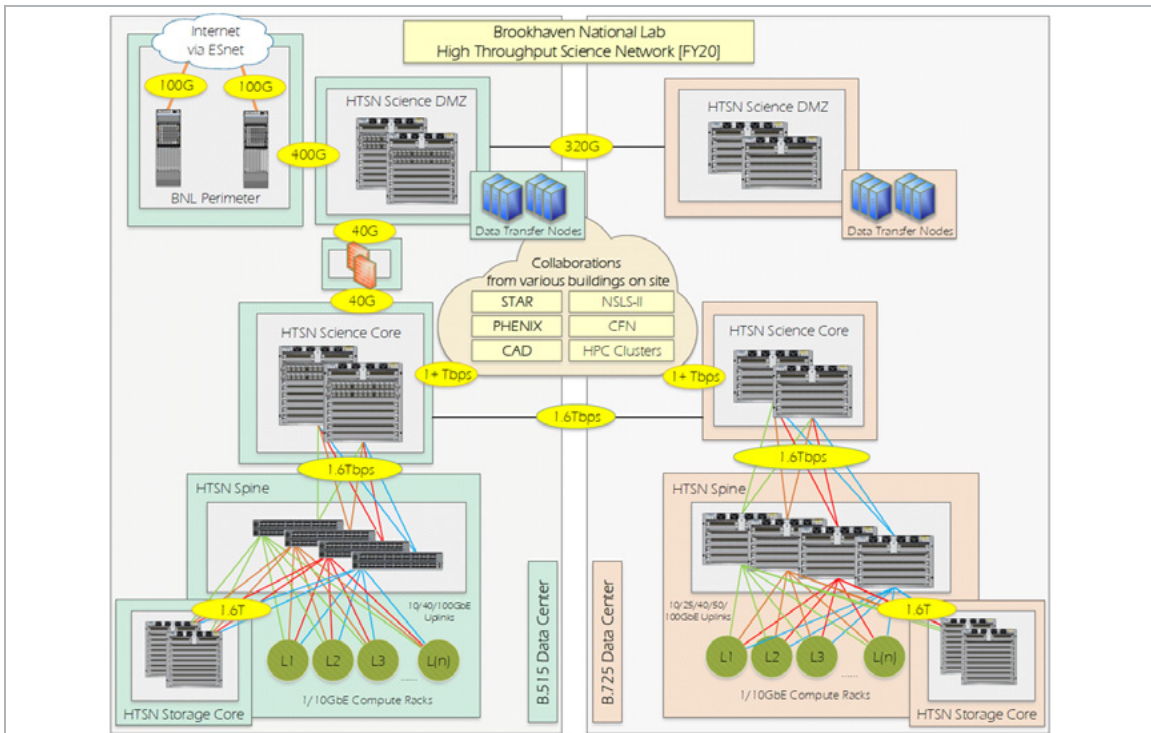 Brookhaven National Lab
High Throughput Science Network [FY20]
Internet
via ESnet
100G
100G
BNL Perimeter
400G
HTSN Science DMZ
Data Transfer Nodes
320G
HTSN Science DMZ
Data Transfer Nodes
40G
40G
Collaborations
from various buildings on site
STAR
NSLS-II
PHENIX
CFN
CAD
HPC Clusters
HTSN Science Core
1+ Tbps
1+ Tbps
HTSN Science Core
1.6Tbps
1.6Tbps
1.6Tbps
HTSN Spine
10/40/100GbE
Uplinks
1.6T
L1
L2
L3
......
L(n)
1/10GbE Compute Racks
HTSN Storage Core
B.515 Data Center
B.725 Data Center
HTSN Spine
10/25/40/50/
100GbE Uplinks
1.6T
L1
L2
L3
......
L(n)
1/10GbE Compute Racks
HTSN Storage Core